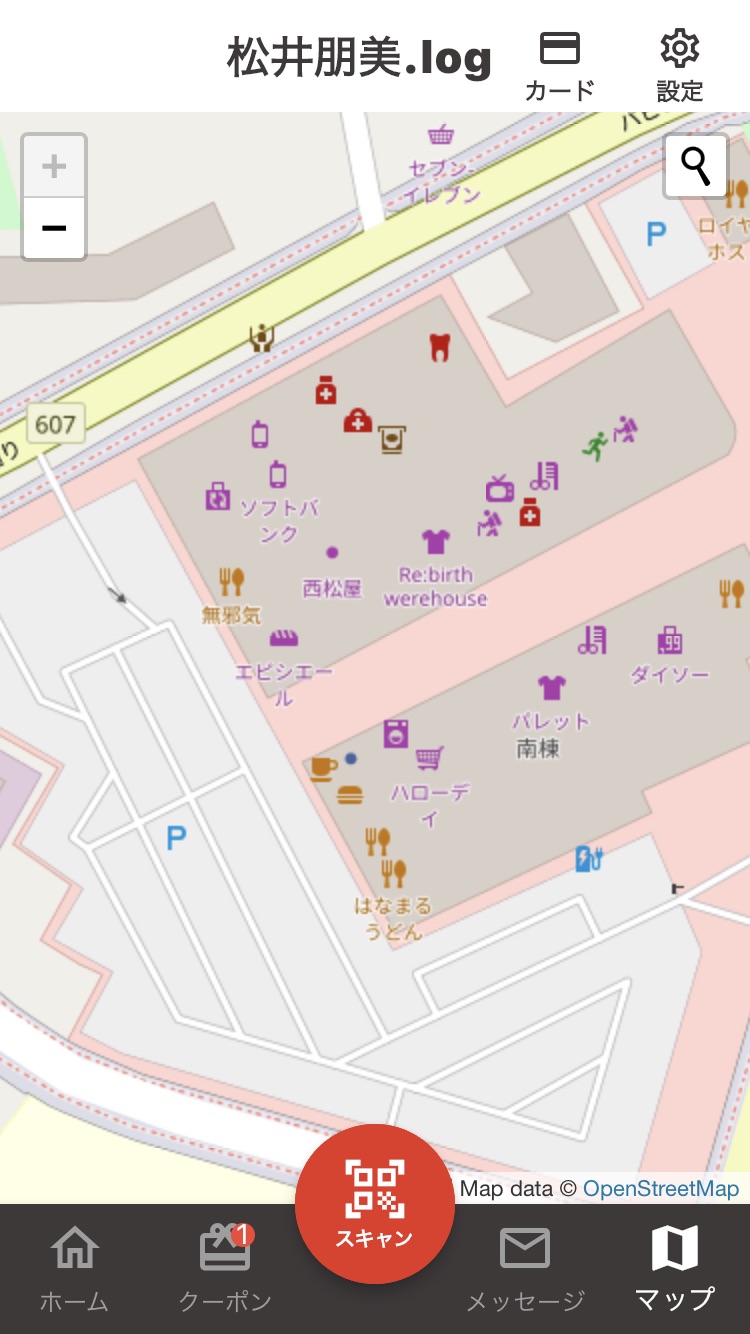 松井朋美.log
カード
設定
セブン-
イレブン
+
−
P
ロイヤ
ホス
607
り
ソフトバ
ンク
西松屋
Re:birth
werehouse
無邪気
エピシエー
ル
ダイソー
パレット
南棟
ハローデ
イ
P
はなまる
うどん
Map data © OpenStreetMap
スキャン
ホーム
1
クーポン
メッセージ
マップ